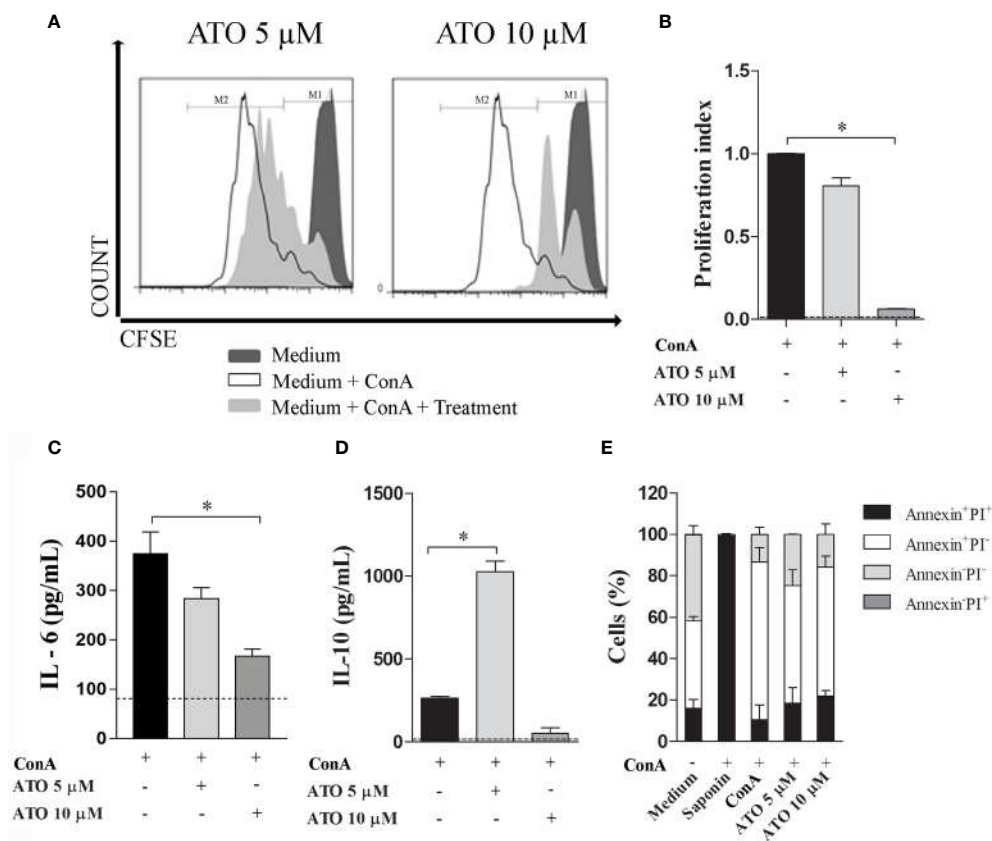 A
ATO 5 μM
ATO 10 μM
M2
M1
M2
M1
0
COUNT
CFSE
Medium
Medium + ConA
Medium + ConA + Treatment
B
Proliferation index
1.5
1.0
0.5
0.0
*
ConA + + +
ATO 5 μM - + -
ATO 10 μM - - +
C
IL - 6 (pg/mL)
500
400
300
200
100
0
*
ConA + + +
ATO 5 μM - + -
ATO 10 μM - - +
D
IL-10 (pg/mL)
1500
1000
500
0
*
ConA + + +
ATO 5 μM - + -
ATO 10 μM - - +
E
Cells (%)
120
100
80
60
40
20
0
ConA - + + + +
Medium
Saponin
ConA
ATO 5 μM
ATO 10 μM
Annexin⁺PI⁺
Annexin⁺PI⁻
Annexin⁻PI⁻
Annexin⁻PI⁺